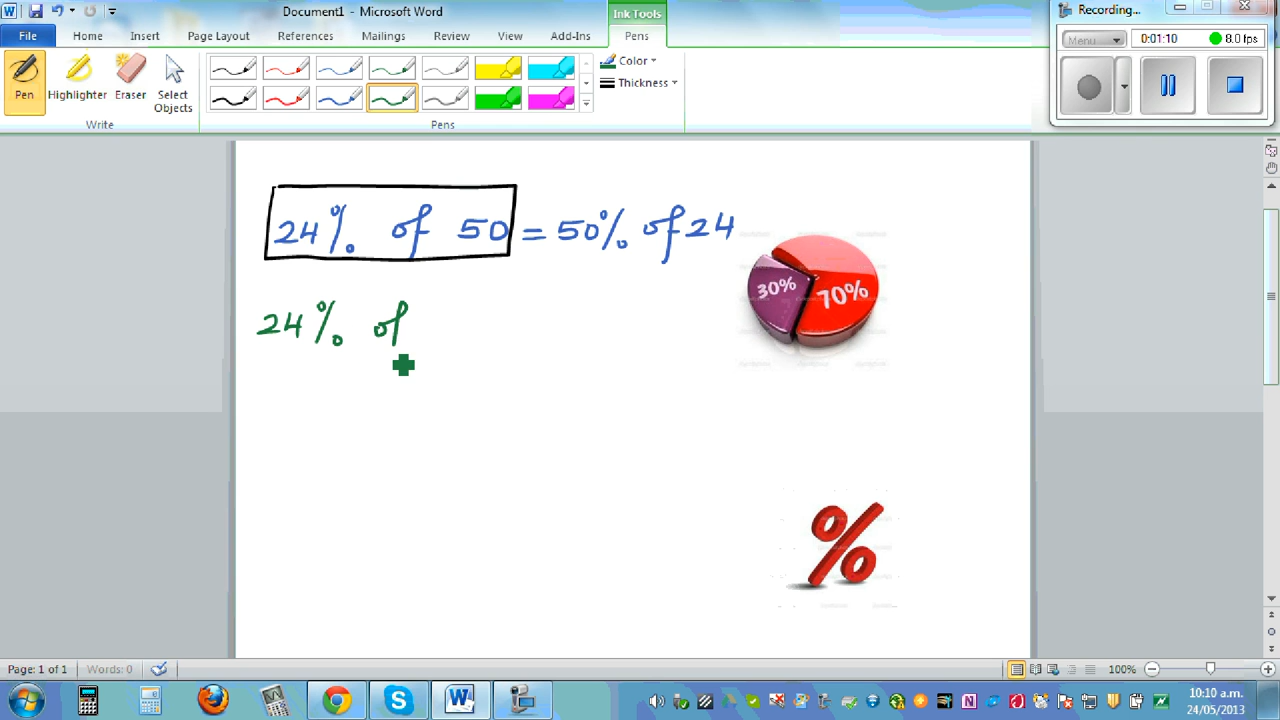 Document1 - Microsoft Word
Ink Tools
Recording...
File Home Insert Page Layout References Mailings Review View Add-Ins Pens
Menu 0:01:10 8.0 fps
Pen Highlighter Eraser Select Objects
Color
Thickness
Write Pens
24% of 50 = 50% of 24
30% 70%
24% of
%
Page: 1 of 1 Words: 0 100%
10:10 a.m.
24/05/2013